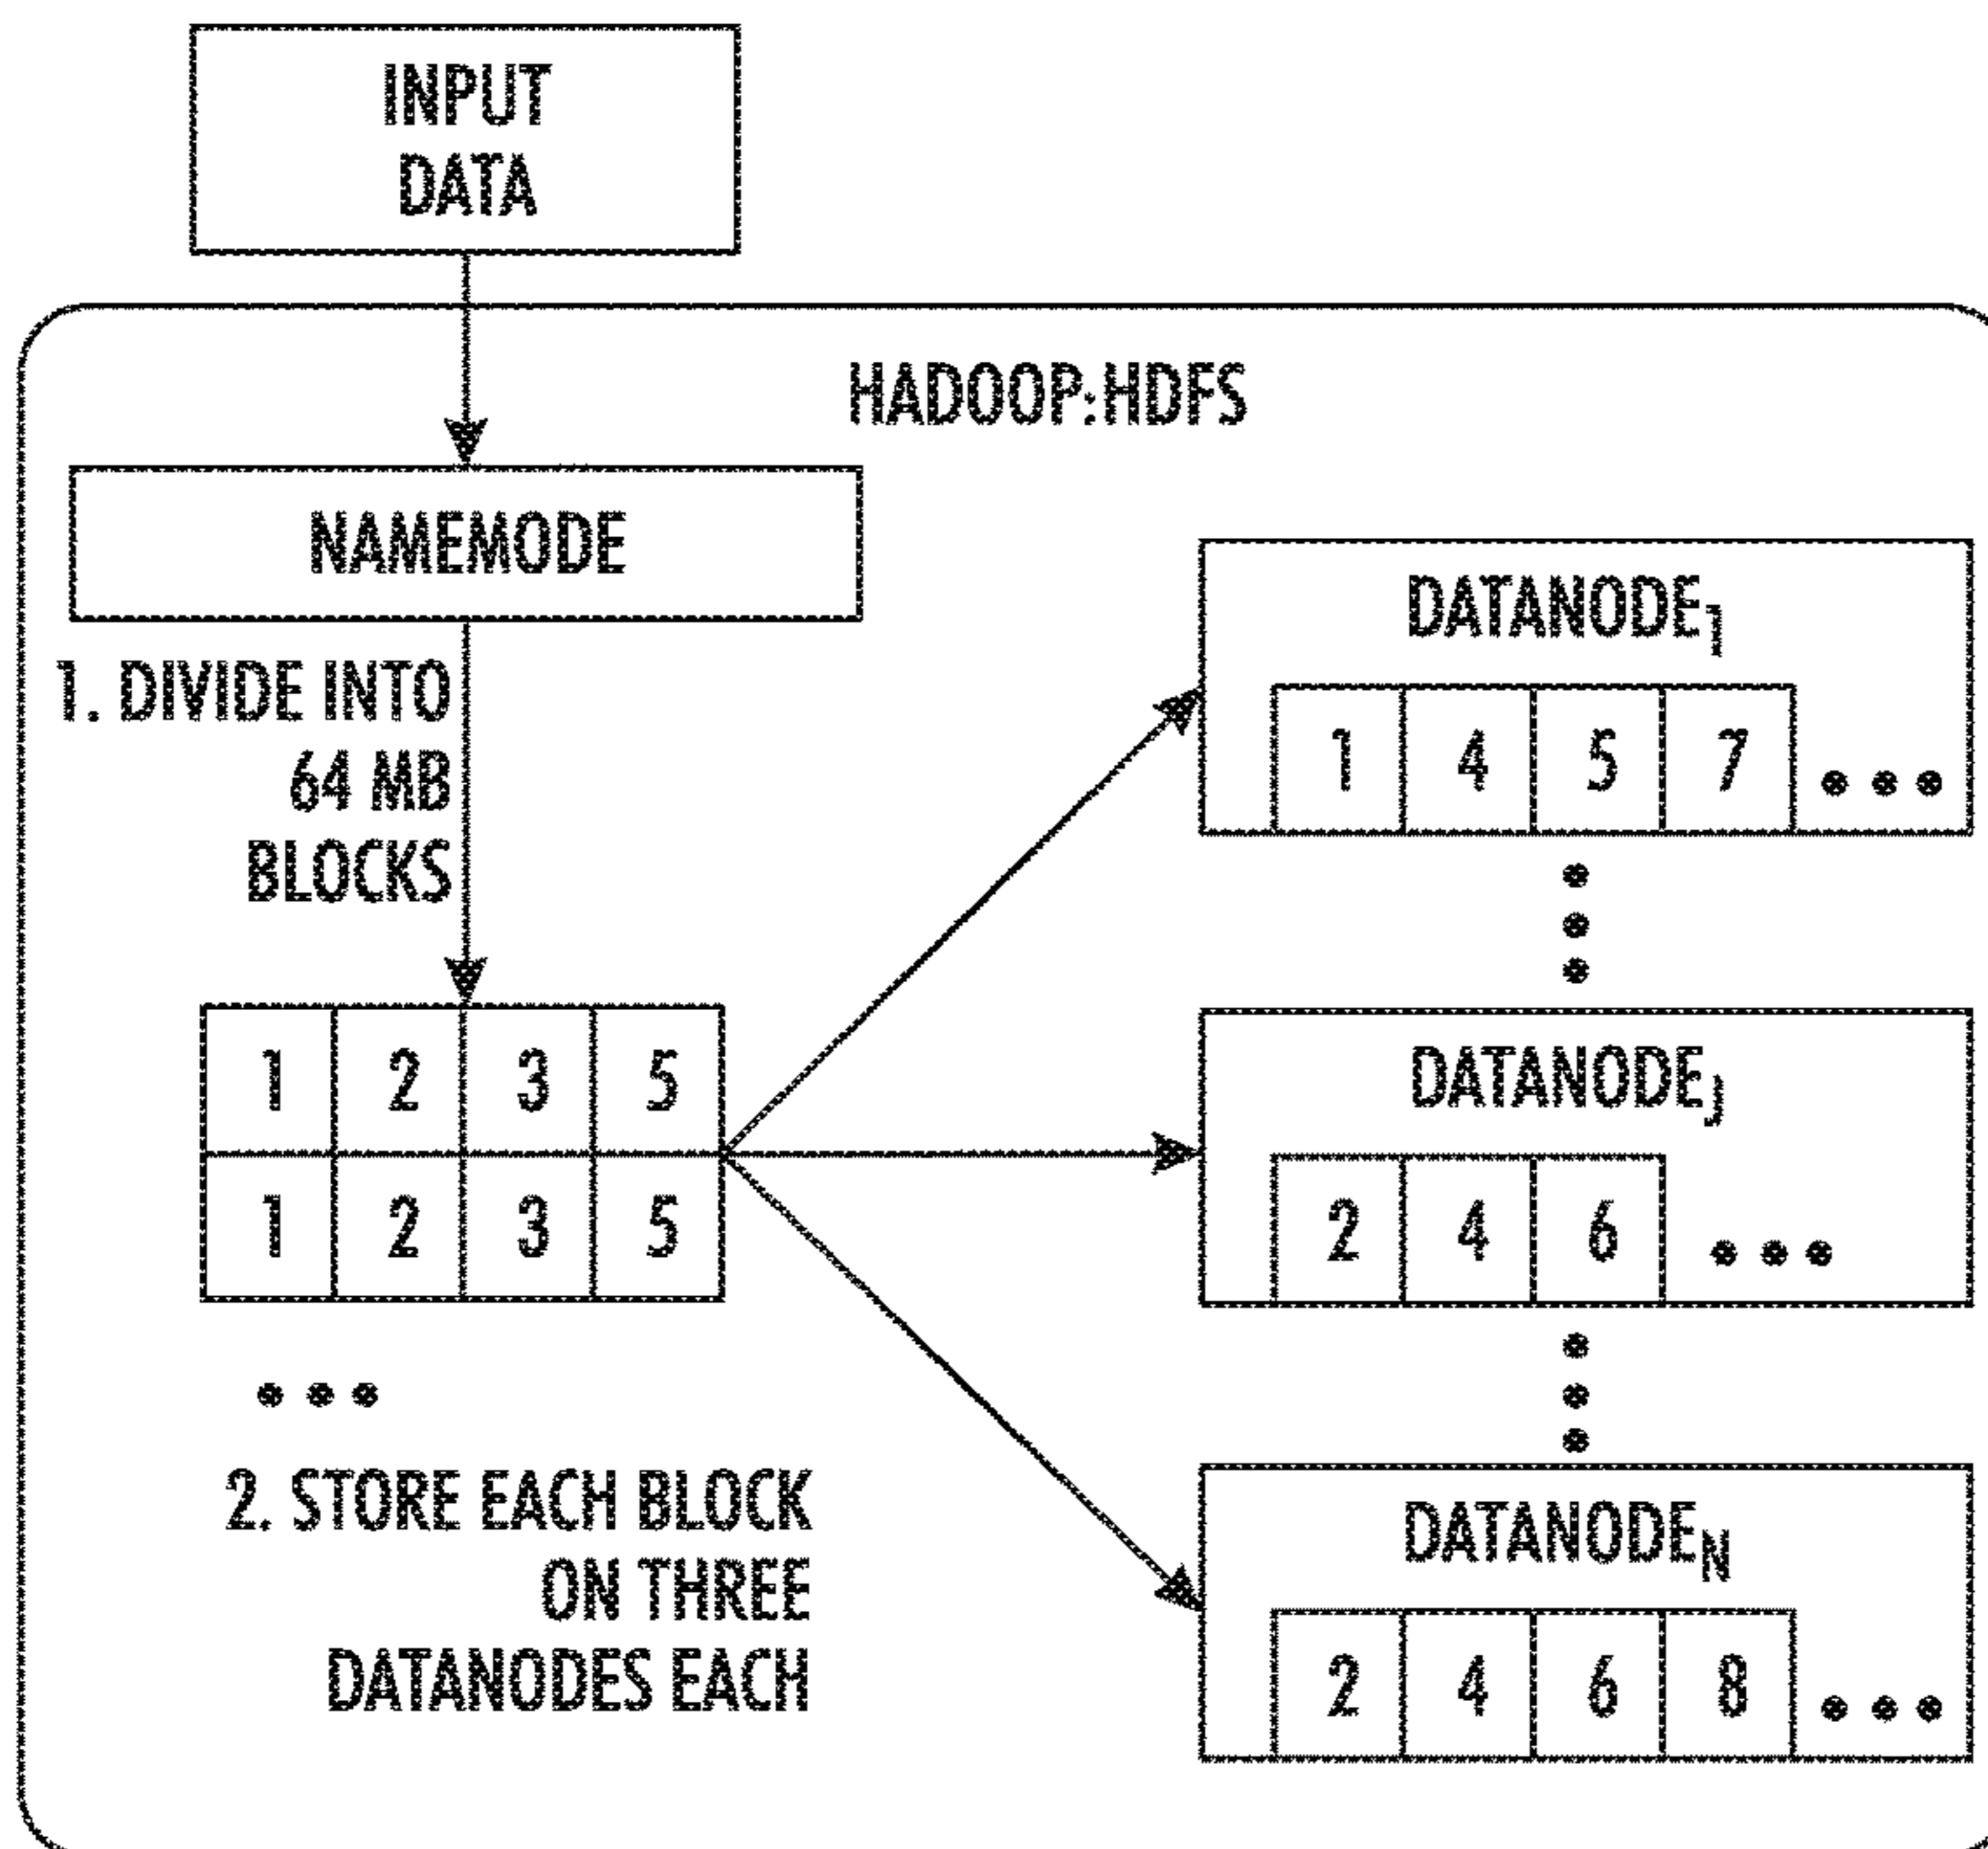 INPUT
DATA
HADOOP:HDFS
NAMEMODE
1. DIVIDE INTO
64 MB
BLOCKS
1 2 3 5
1 2 3 5
...
2. STORE EACH BLOCK
ON THREE
DATANODES EACH
DATANODE1
1 4 5 7 ...
DATANODEJ
2 4 6 ...
DATANODEN
2 4 6 8 ...